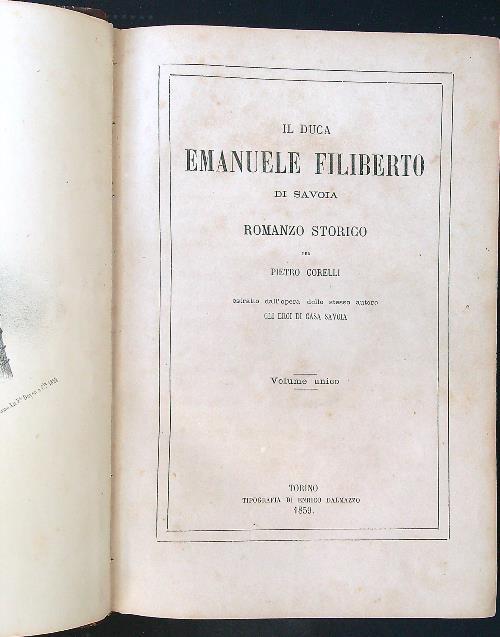 IL DUCA
EMANUELE FILIBERTO
DI SAVOIA
ROMANZO STORICO
PER
PIETRO CORELLI
estratto dall'opera dello stesso autore
GLI EROI DI CASA SAVOIA
Volume unico
TORINO
TIPOGRAFIA DI ENRICO DALMAZZO
1859.